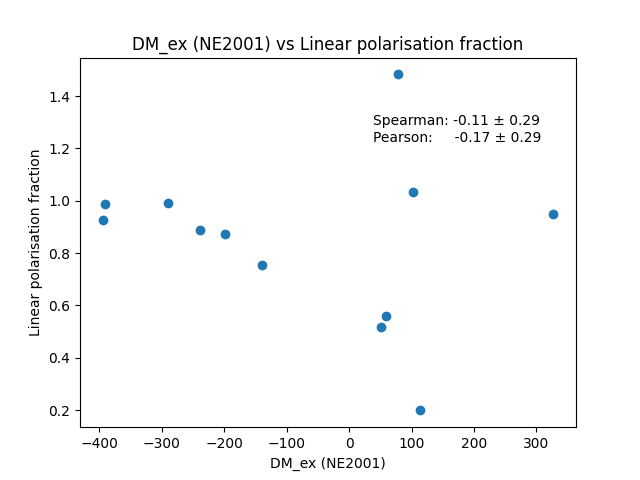 DM_ex (NE2001) vs Linear polarisation fraction
Spearman: -0.11 ± 0.29
Pearson: -0.17 ± 0.29
Linear polarisation fraction
1.4
1.2
1.0
0.8
0.6
0.4
0.2
−400 −300 −200 −100 0 100 200 300
DM_ex (NE2001)